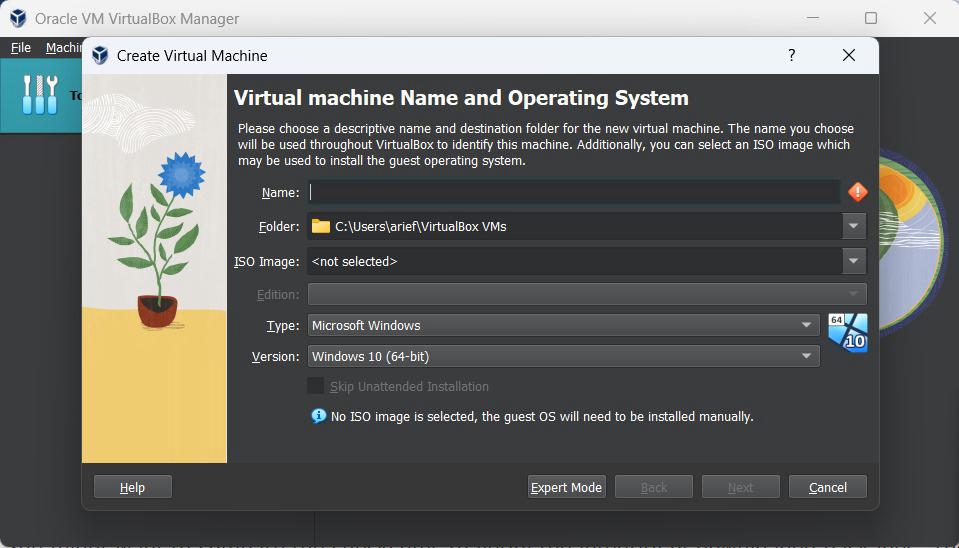 Oracle VM VirtualBox Manager
File
Create Virtual Machine
?
Virtual machine Name and Operating System
Please choose a descriptive name and destination folder for the new virtual machine. The name you choose
will be used throughout VirtualBox to identify this machine. Additionally, you can select an ISO image which
may be used to install the guest operating system.
Name:
Folder: C:\Users\arief\VirtualBox VMs
ISO Image: <not selected>
Edition:
Type: Microsoft Windows
64
10
Version: Windows 10 (64-bit)
Skip Unattended Installation
No ISO image is selected, the guest OS will need to be installed manually.
Help Expert Mode Back Next Cancel